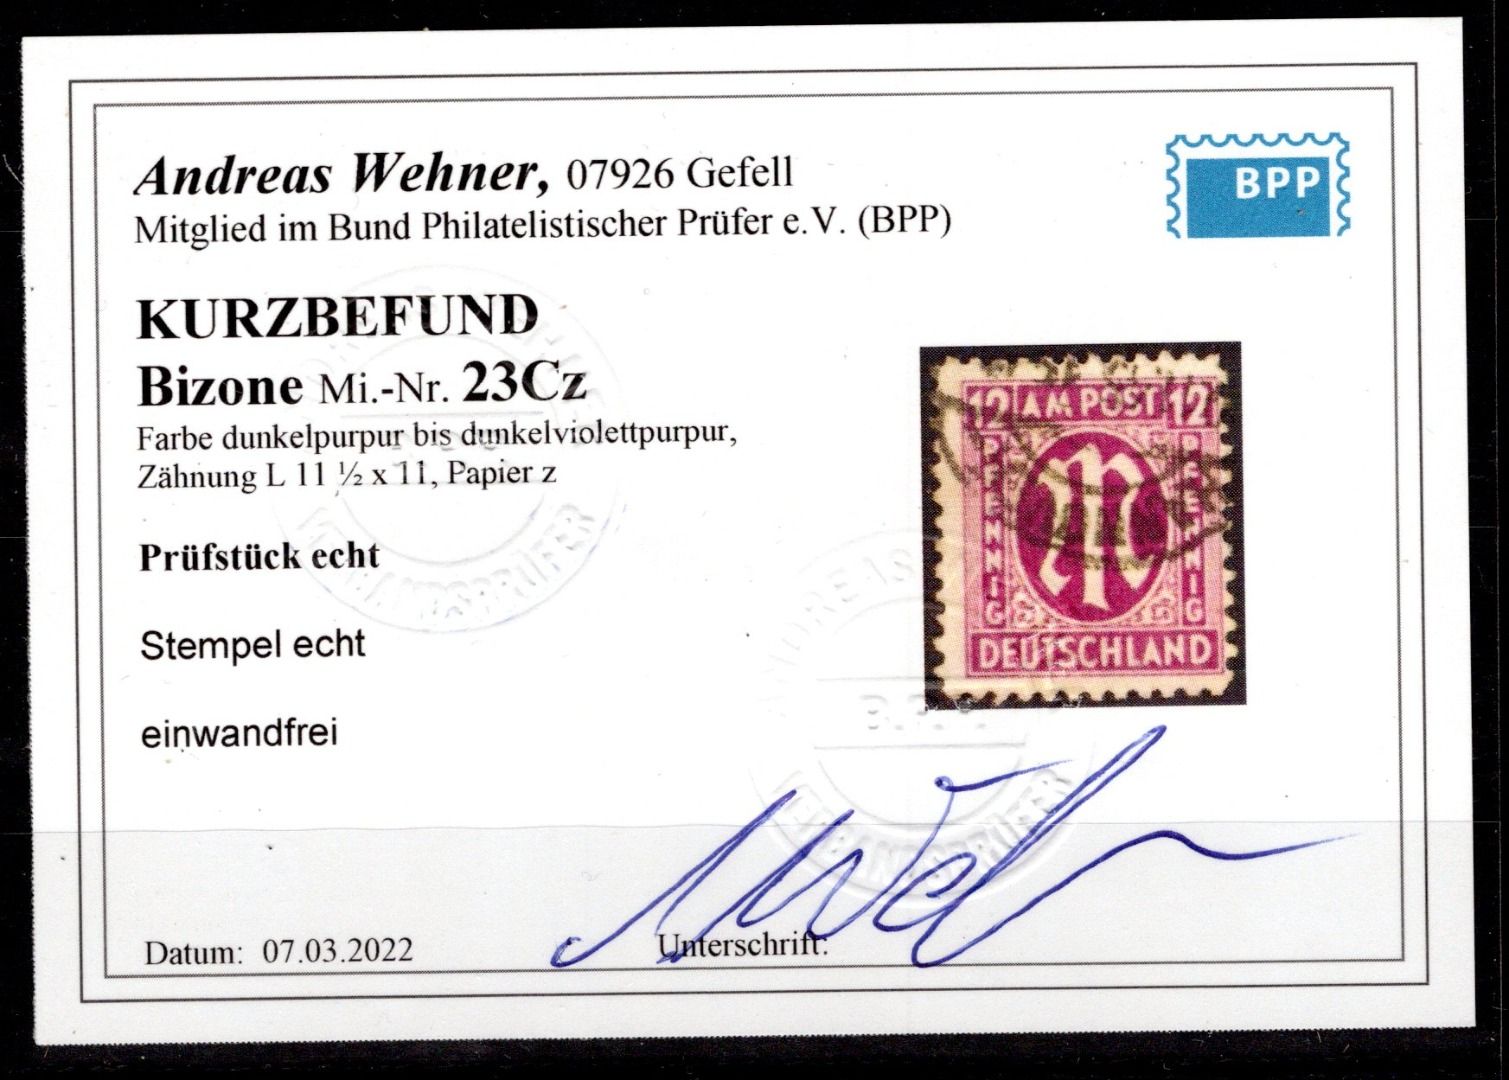 Andreas Wehner, 07926 Gefell
Mitglied im Bund Philatelistischer Prüfer e.V. (BPP)
BPP
KURZBEFUND
Bizone Mi.-Nr. 23Cz
Farbe dunkelpurpur bis dunkelviolettpurpur,
Zähnung L 11 ½ x 11, Papier z
Prüfstück echt
Stempel echt
einwandfrei
12 AM POST 12
PFENNIG
M
PFENNIG
DEUTSCHLAND
VERBANDSPRÜFER
B.P.P.
VERBANDSPRÜFER
Datum: 07.03.2022
Unterschrift: